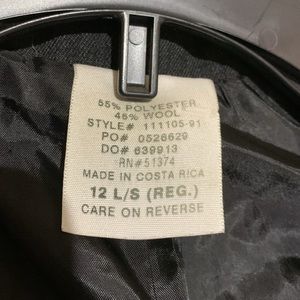 55% POLYESTER
45% WOOL
STYLE# 111105-91
PO# 0526629
DO# 639913
RN#51374
MADE IN COSTA RICA
12 L/S (REG.)
CARE ON REVERSE